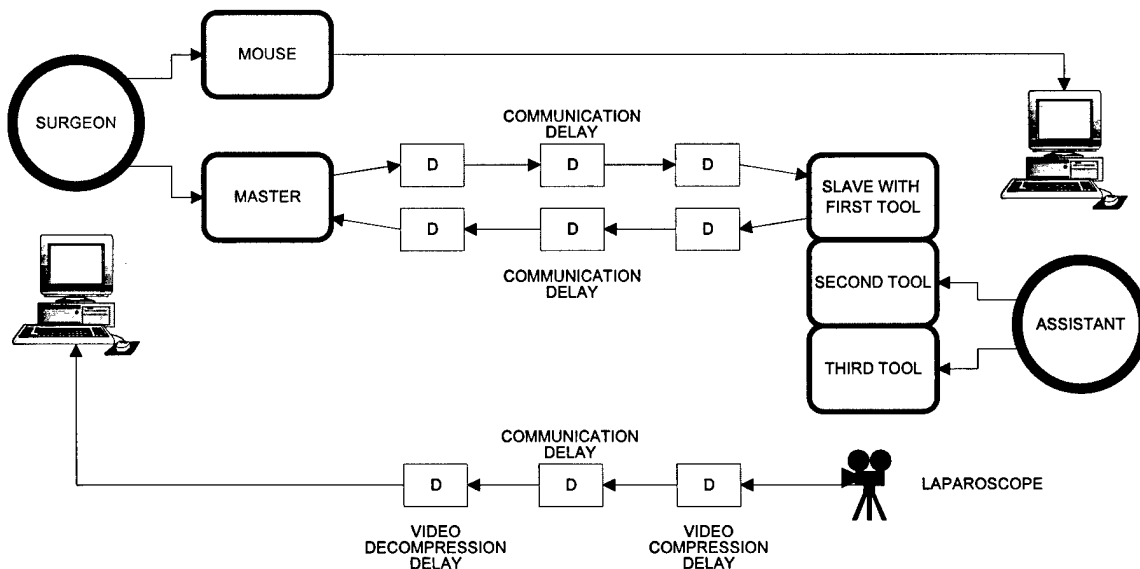 MOUSE
SURGEON
COMMUNICATION
DELAY
D
D
D
MASTER
SLAVE WITH
FIRST TOOL
D
D
D
COMMUNICATION
DELAY
SECOND TOOL
ASSISTANT
THIRD TOOL
COMMUNICATION
DELAY
D
D
D
LAPAROSCOPE
VIDEO
DECOMPRESSION
DELAY
VIDEO
COMPRESSION
DELAY